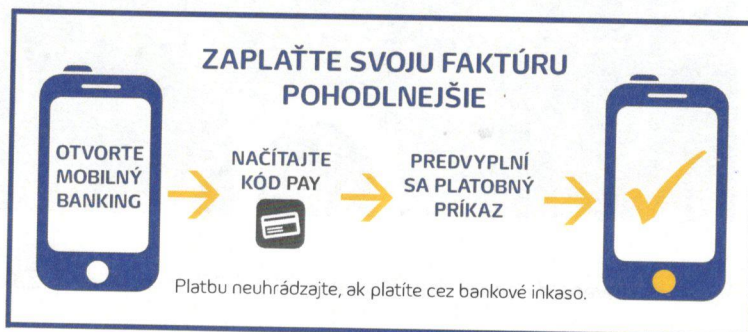 ZAPLAŤTE SVOJU FAKTÚRU
POHODLNEJŠIE
OTVORTE
MOBILNÝ
BANKING
NAČÍTAJTE
KÓD PAY
PREDVYPLNÍ
SA PLATOBNÝ
PRÍKAZ
Platbu neuhrádzajte, ak platíte cez bankové inkaso.